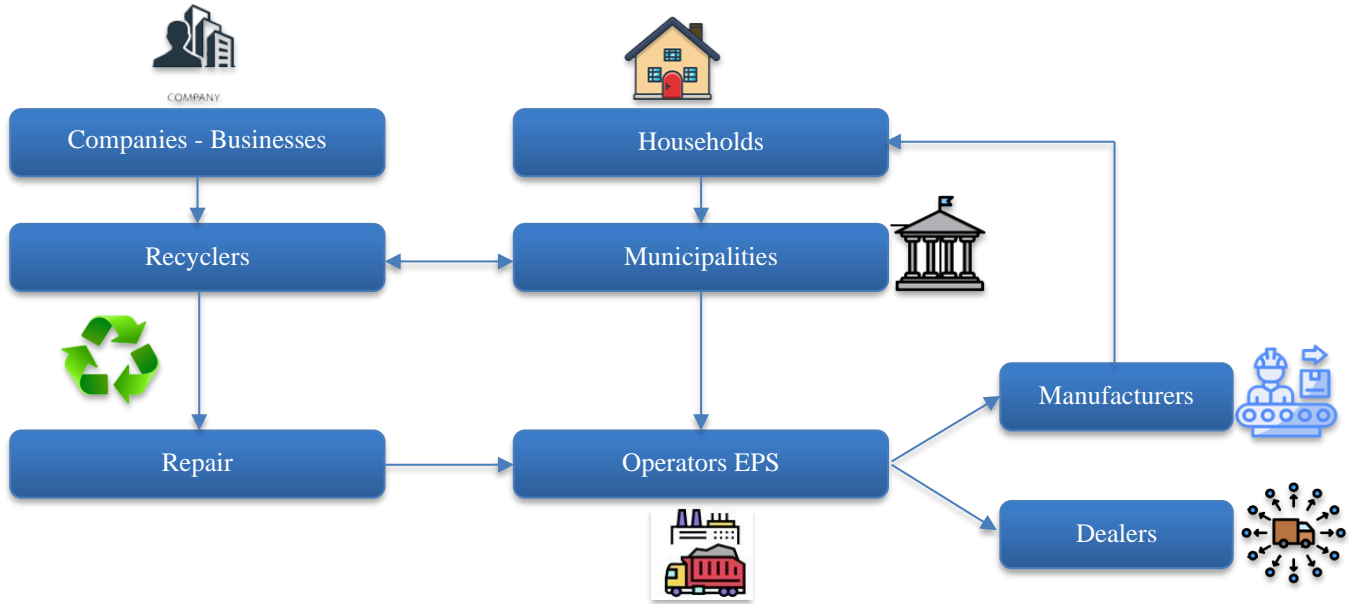 COMPANY
Companies - Businesses
Households
Recyclers
Municipalities
Manufacturers
Repair
Operators EPS
Dealers